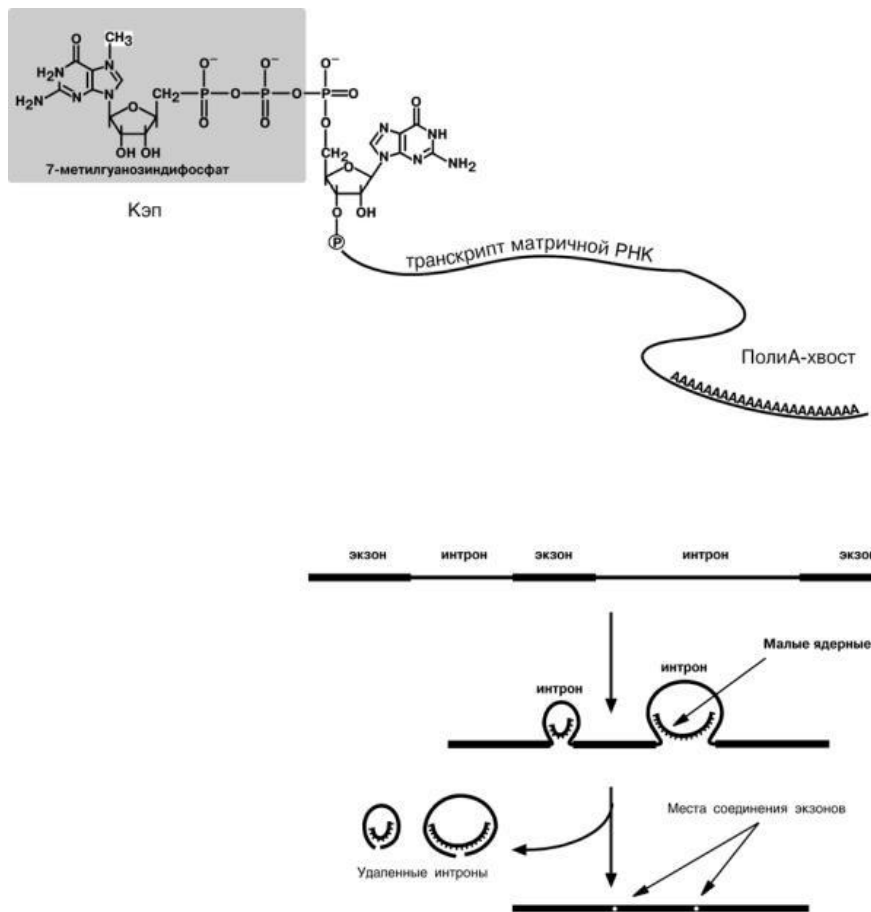 O
CH₃
H₂N
N
N⁺
H₂N
N
N
O
OH OH
CH₂—P—O—P—O—P=O
O⁻ O⁻ O⁻
O O O
7-метилгуанозиндифосфат
Кэп
O
N
NH
N
N
NH₂
CH₂
O
O OH
P
транскрипт матричной РНК
ПолиА-хвост
AAAAAAAAAAAAAAAAAAAAAA
экзон интрон экзон интрон экзо
Малые ядерные
интрон
интрон
Места соединения экзонов
Удаленные интроны